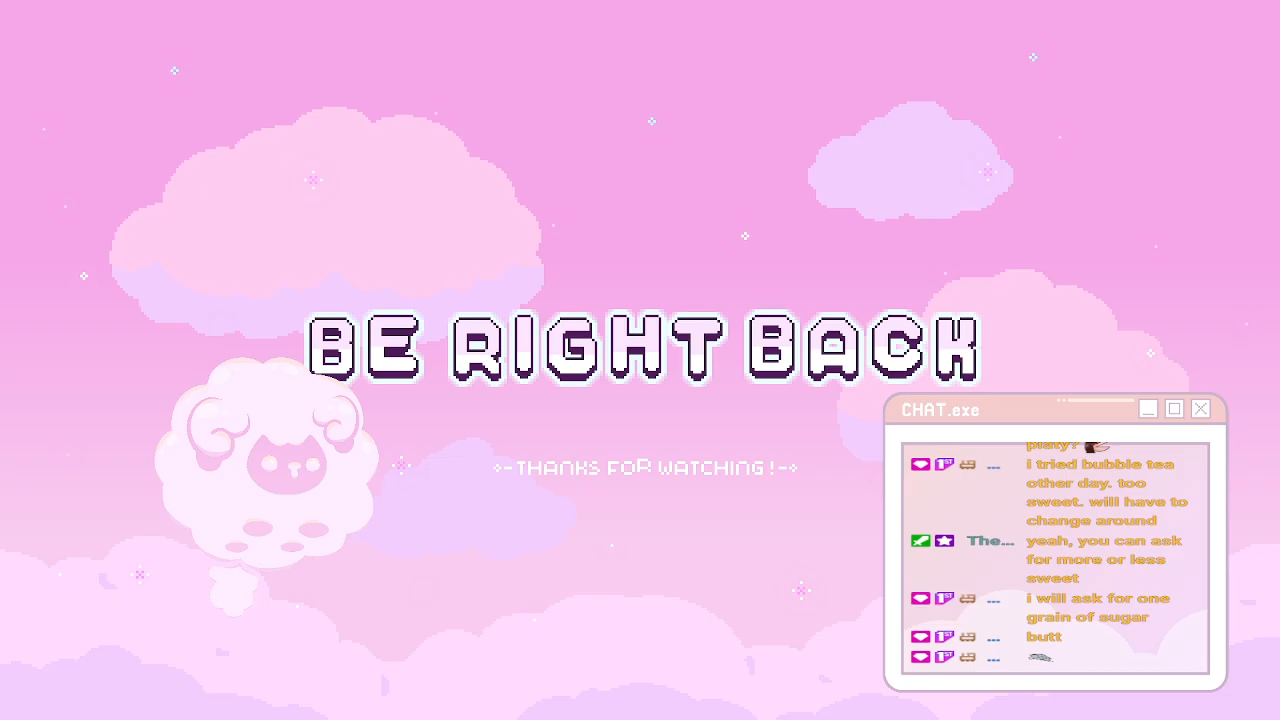 BE RIGHT BACK
-THANKS FOR WATCHING!-
CHAT.exe
platy?
i tried bubble tea
other day. too
sweet. will have to
change around
The... yeah, you can ask
for more or less
sweet
... i will ask for one
grain of sugar
... butt
...